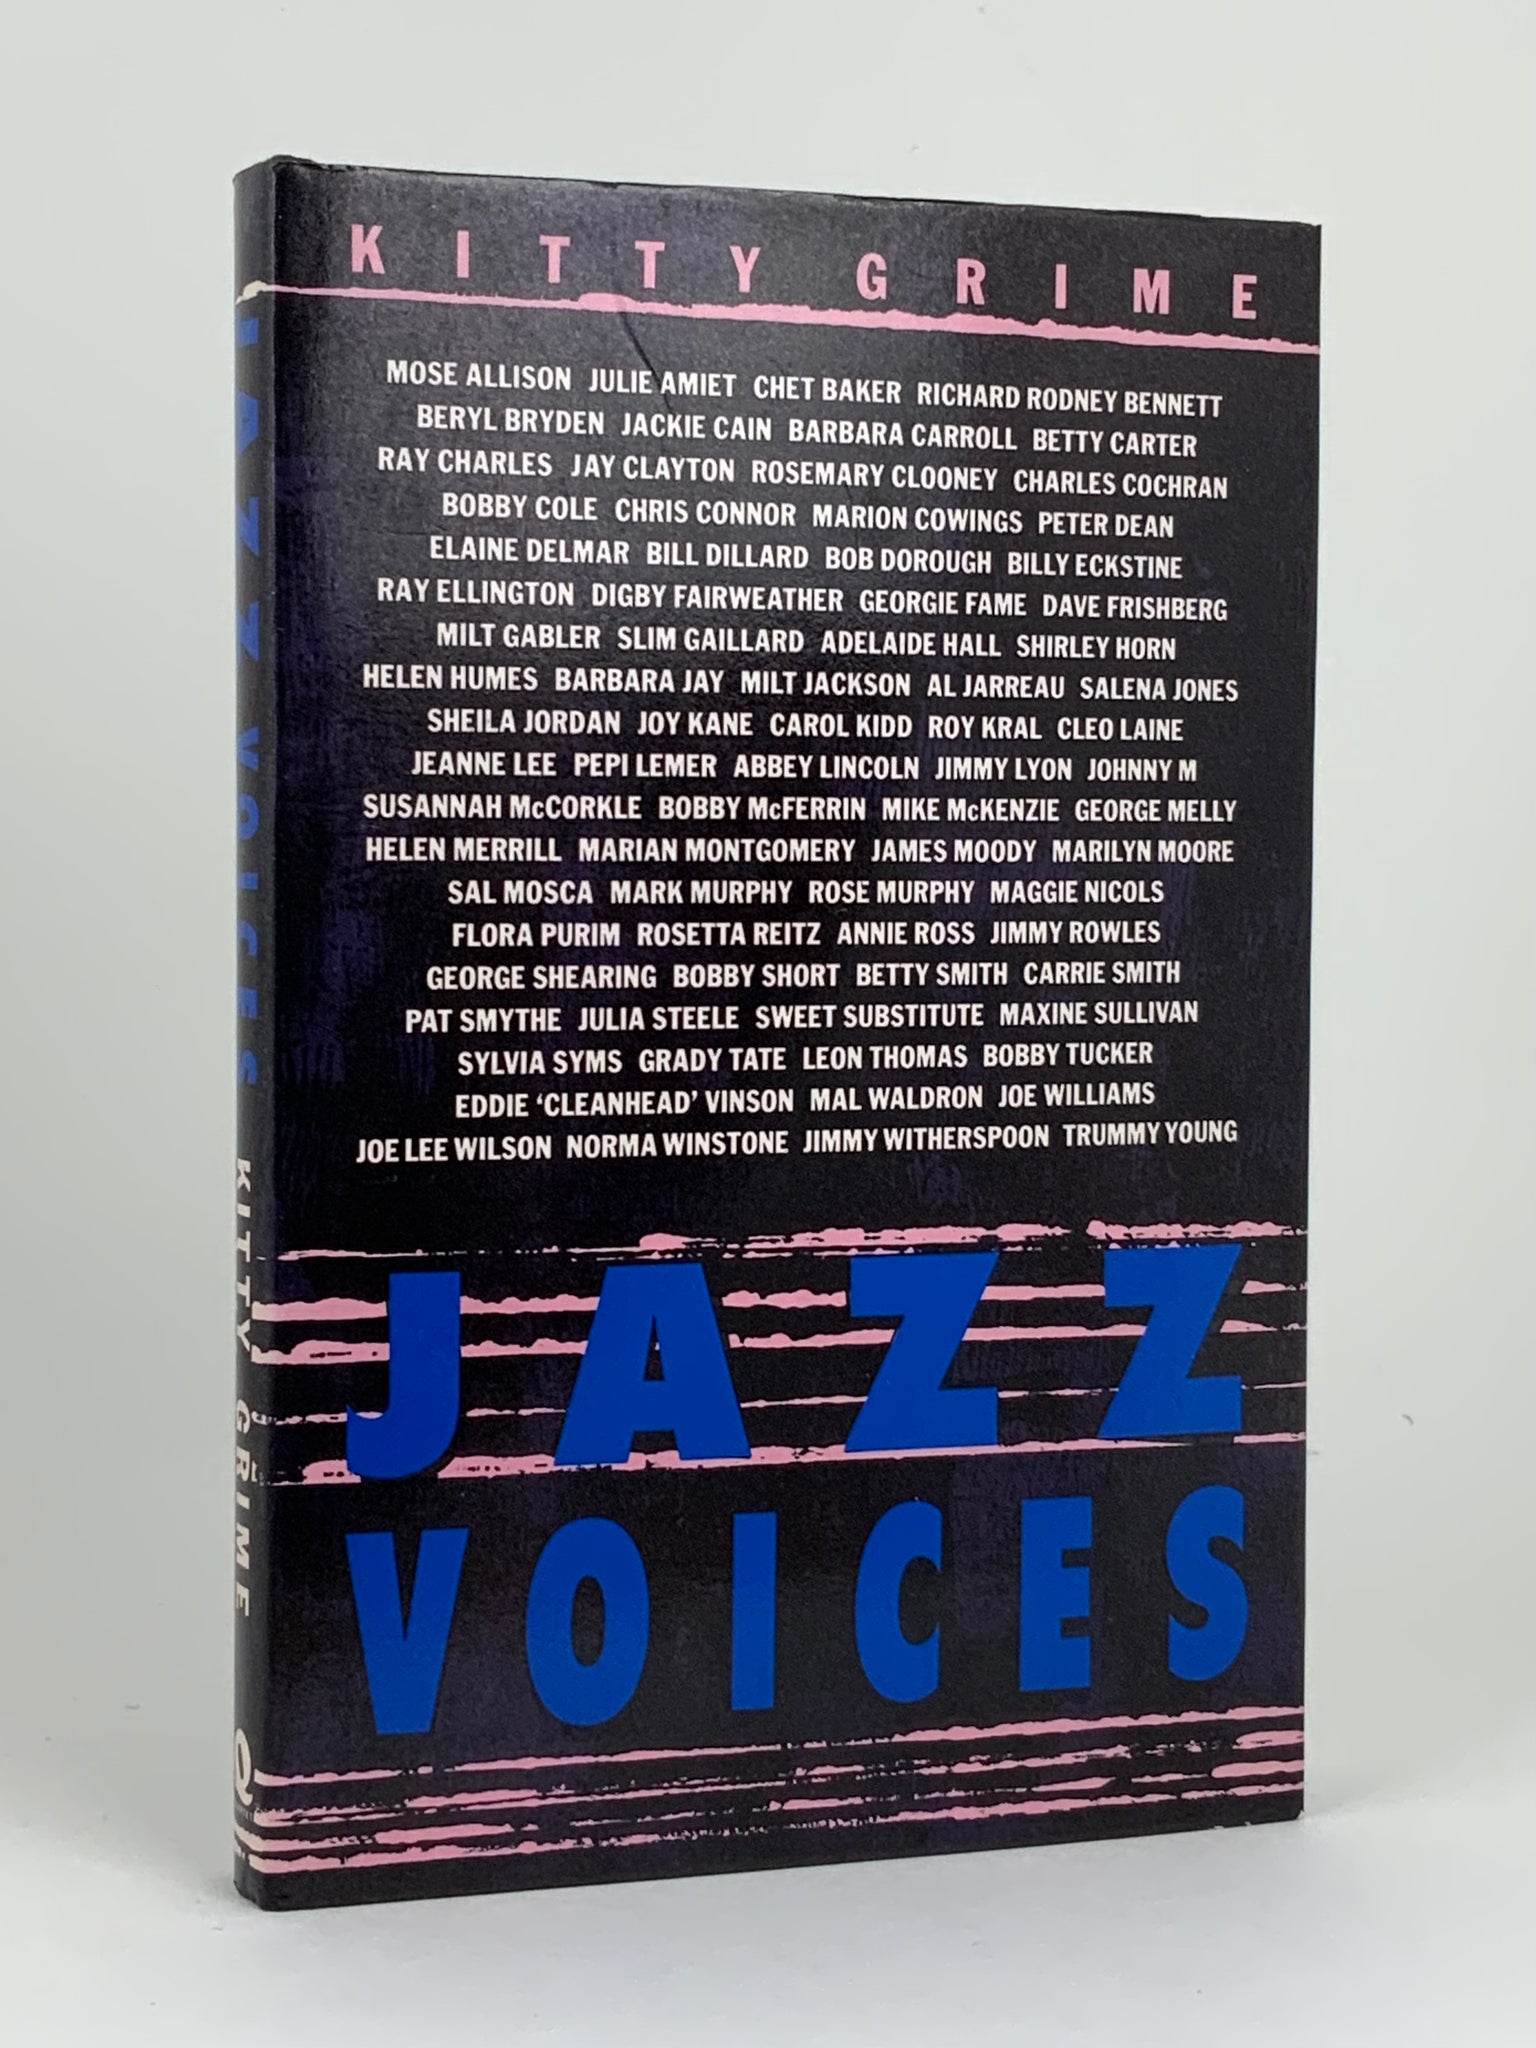 KITTY GRIME
MOSE ALLISON JULIE AMIET CHET BAKER RICHARD RODNEY BENNETT
BERYL BRYDEN JACKIE CAIN BARBARA CARROLL BETTY CARTER
RAY CHARLES JAY CLAYTON ROSEMARY CLOONEY CHARLES COCHRAN
BOBBY COLE CHRIS CONNOR MARION COWINGS PETER DEAN
ELAINE DELMAR BILL DILLARD BOB DOROUGH BILLY ECKSTINE
RAY ELLINGTON DIGBY FAIRWEATHER GEORGIE FAME DAVE FRISHBERG
MILT GABLER SLIM GAILLARD ADELAIDE HALL SHIRLEY HORN
HELEN HUMES BARBARA JAY MILT JACKSON AL JARREAU SALENA JONES
SHEILA JORDAN JOY KANE CAROL KIDD ROY KRAL CLEO LAINE
JEANNE LEE PEPI LEMER ABBEY LINCOLN JIMMY LYON JOHNNY M
SUSANNAH McCORKLE BOBBY McFERRIN MIKE McKENZIE GEORGE MELLY
HELEN MERRILL MARIAN MONTGOMERY JAMES MOODY MARILYN MOORE
SAL MOSCA MARK MURPHY ROSE MURPHY MAGGIE NICOLS
FLORA PURIM ROSETTA REITZ ANNIE ROSS JIMMY ROWLES
GEORGE SHEARING BOBBY SHORT BETTY SMITH CARRIE SMITH
PAT SMYTHE JULIA STEELE SWEET SUBSTITUTE MAXINE SULLIVAN
SYLVIA SYMS GRADY TATE LEON THOMAS BOBBY TUCKER
EDDIE ‘CLEANHEAD’ VINSON MAL WALDRON JOE WILLIAMS
JOE LEE WILSON NORMA WINSTONE JIMMY WITHERSPOON TRUMMY YOUNG
JAZZ
VOICES
JAZZ VOICES KITTY GRIME
Q